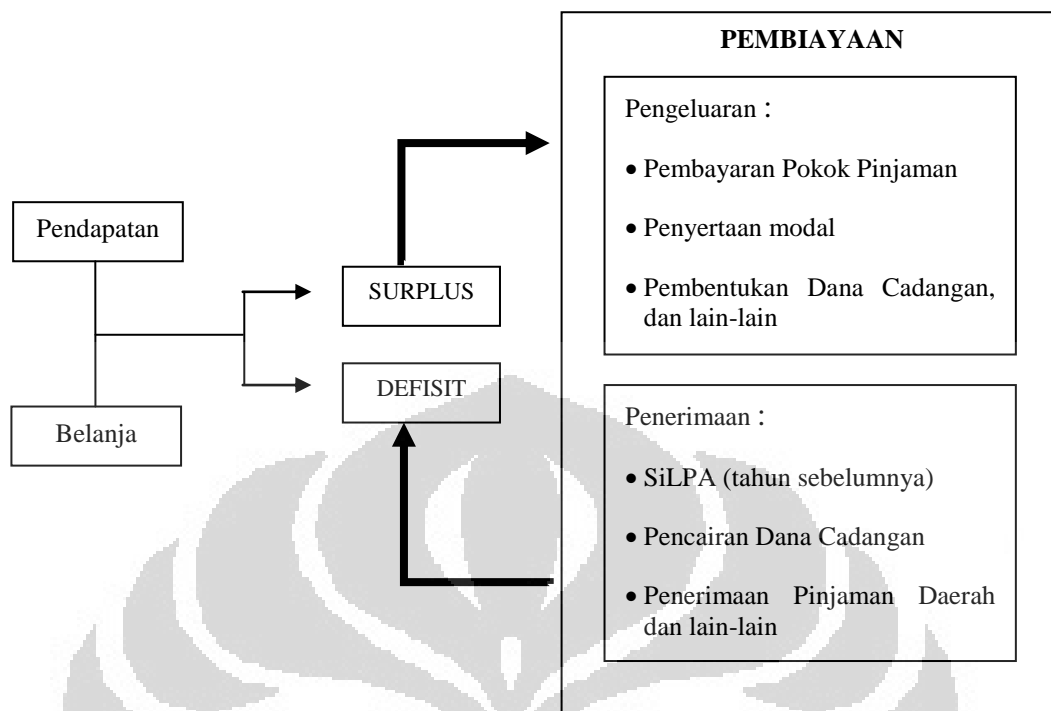 PEMBIAYAAN
Pengeluaran :
• Pembayaran Pokok Pinjaman
• Penyertaan modal
• Pembentukan Dana Cadangan,
dan lain-lain
Pendapatan
SURPLUS
DEFISIT
Belanja
Penerimaan :
• SiLPA (tahun sebelumnya)
• Pencairan Dana Cadangan
• Penerimaan Pinjaman Daerah
dan lain-lain